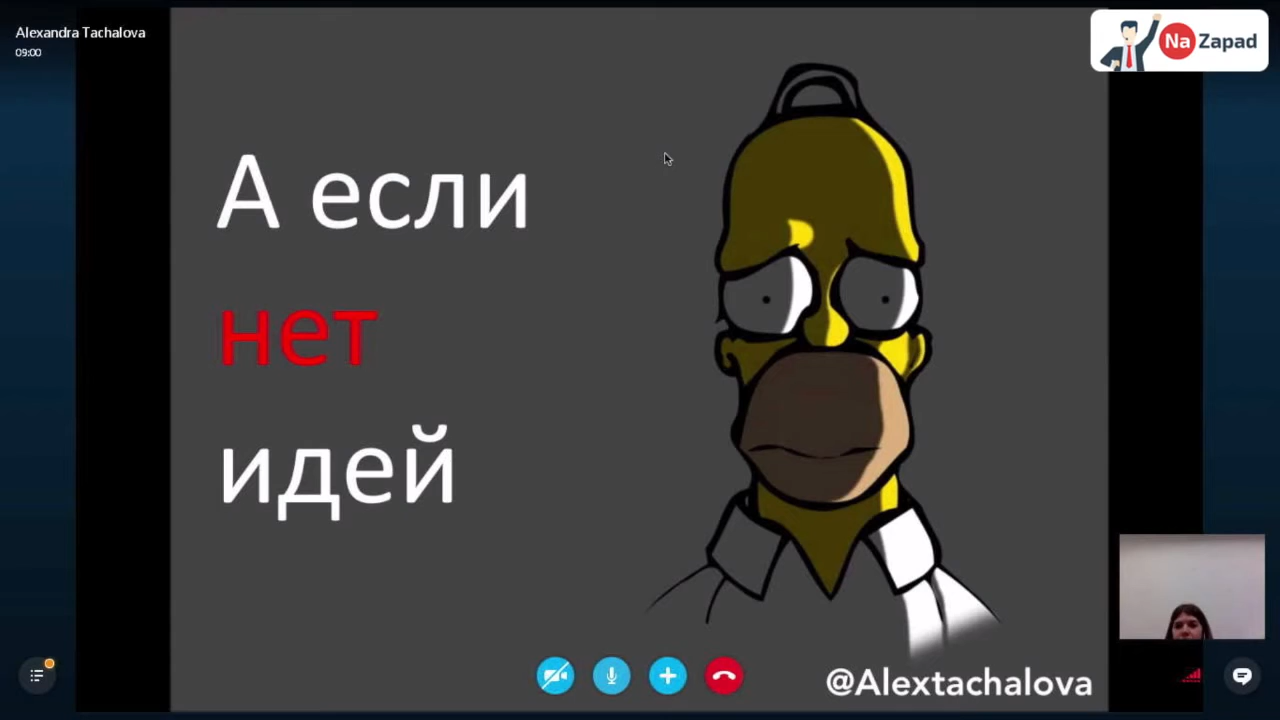 Alexandra Tachalova
09:00
Na Zapad
А если
нет
идей
@Alextachalova